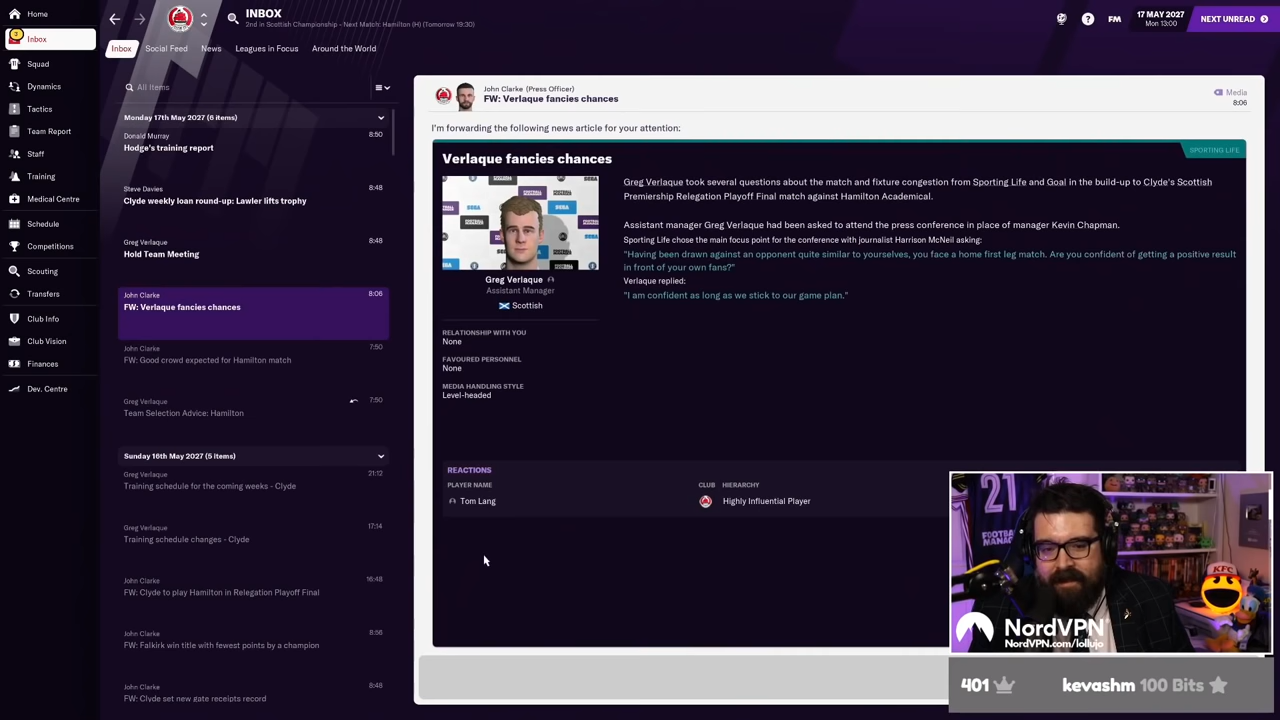 Home
INBOX
2nd in Scottish Championship - Next Match: Hamilton (H) (Tomorrow 19:30)
FM
17 MAY 2027
Mon 13:00
NEXT UNREAD
3
Inbox
Squad
Dynamics
Tactics
Team Report
Staff
Training
Medical Centre
Schedule
Competitions
Scouting
Transfers
Club Info
Club Vision
Finances
Dev. Centre
Inbox
Social Feed
News
Leagues in Focus
Around the World
All Items
Monday 17th May 2027 (6 items)
Donald Murray
8:50
Hodge's training report
Steve Davies
8:48
Clyde weekly loan round-up: Lawler lifts trophy
Greg Verlaque
8:48
Hold Team Meeting
John Clarke
8:06
FW: Verlaque fancies chances
John Clarke
7:50
FW: Good crowd expected for Hamilton match
Greg Verlaque
7:50
Team Selection Advice: Hamilton
Sunday 16th May 2027 (5 items)
Greg Verlaque
21:12
Training schedule for the coming weeks - Clyde
Greg Verlaque
17:14
Training schedule changes - Clyde
John Clarke
16:48
FW: Clyde to play Hamilton in Relegation Playoff Final
John Clarke
8:56
FW: Falkirk win title with fewest points by a champion
John Clarke
8:48
FW: Clyde set new gate receipts record
John Clarke (Press Officer)
FW: Verlaque fancies chances
Media
8:06
I'm forwarding the following news article for your attention:
Verlaque fancies chances
SPORTING LIFE
Greg Verlaque
Assistant Manager
Scottish
RELATIONSHIP WITH YOU
None
FAVOURED PERSONNEL
None
MEDIA HANDLING STYLE
Level-headed
Greg Verlaque took several questions about the match and fixture congestion from Sporting Life and Goal in the build-up to Clyde's Scottish
Premiership Relegation Playoff Final match against Hamilton Academical.
Assistant manager Greg Verlaque had been asked to attend the press conference in place of manager Kevin Chapman.
Sporting Life chose the main focus point for the conference with journalist Harrison McNeil asking:
"Having been drawn against an opponent quite similar to yourselves, you face a home first leg match. Are you confident of getting a positive result
in front of your own fans?"
Verlaque replied:
"I am confident as long as we stick to our game plan."
REACTIONS
PLAYER NAME
CLUB
HIERARCHY
Tom Lang
Highly Influential Player
KFC
NordVPN
NordVPN.com/lollujo
401
kevashm 100 Bits